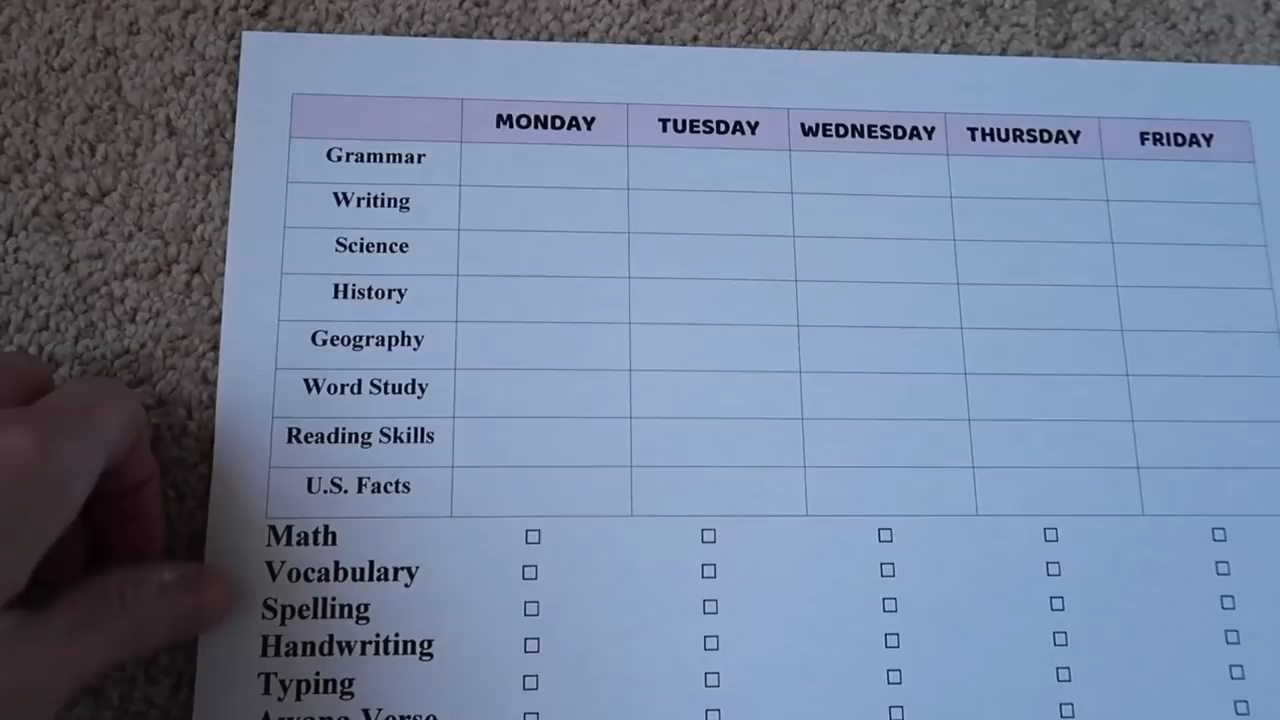 MONDAY TUESDAY WEDNESDAY THURSDAY FRIDAY
Grammar
Writing
Science
History
Geography
Word Study
Reading Skills
U.S. Facts
Math
Vocabulary
Spelling
Handwriting
Typing